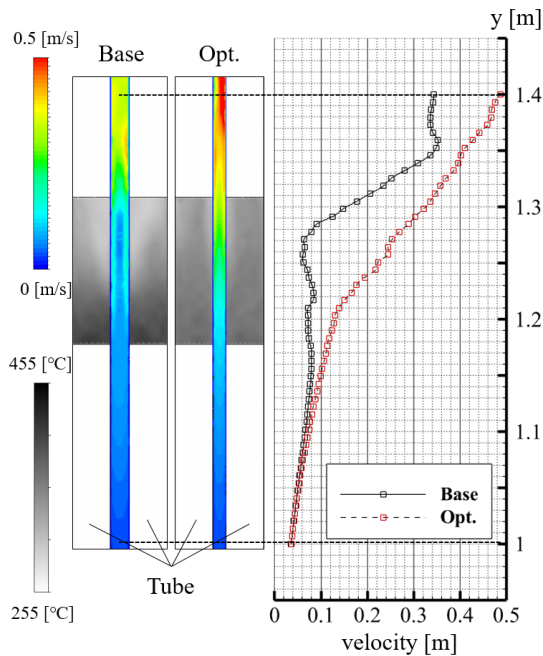 y [m]
0.5 [m/s]
Base
Opt.
1.4
1.3
0 [m/s]
455 [°C]
1.2
1.1
Base
Opt.
1
Tube
255 [°C]
0
0.1
0.2
0.3
0.4
0.5
velocity [m]